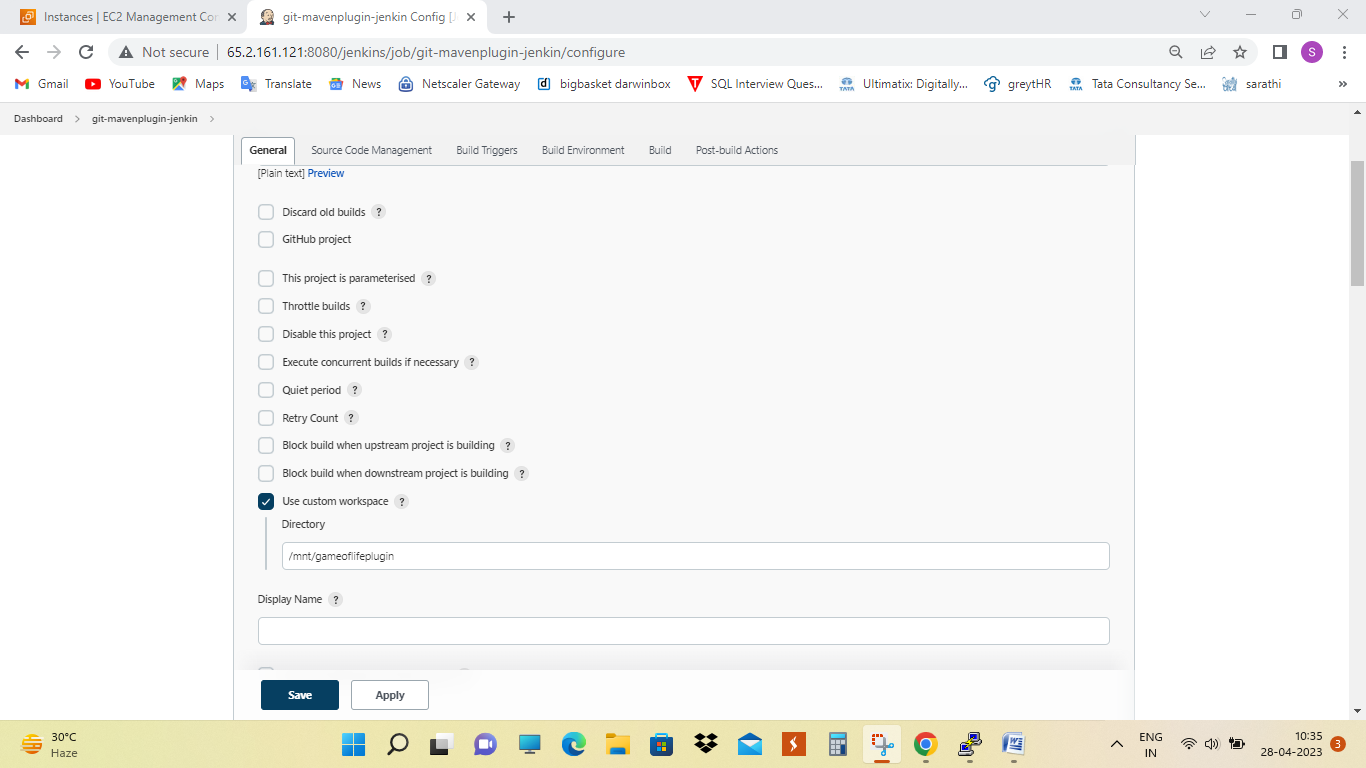 Instances | EC2 Management Con
git-mavenplugin-jenkin Config [J
Not secure
65.2.161.121:8080/jenkins/job/git-mavenplugin-jenkin/configure
S
Gmail
YouTube
Maps
Translate
News
Netscaler Gateway
bigbasket darwinbox
SQL Interview Ques...
Ultimatix: Digitally...
greytHR
Tata Consultancy Se...
sarathi
»
Dashboard
git-mavenplugin-jenkin
General
Source Code Management
Build Triggers
Build Environment
Build
Post-build Actions
[Plain text] Preview
Discard old builds ?
GitHub project
This project is parameterised ?
Throttle builds ?
Disable this project ?
Execute concurrent builds if necessary ?
Quiet period ?
Retry Count ?
Block build when upstream project is building ?
Block build when downstream project is building ?
Use custom workspace ?
Directory
/mnt/gameoflifeplugin
Display Name ?
Save
Apply
30°C
Haze
ENG
IN
10:35
28-04-2023
3